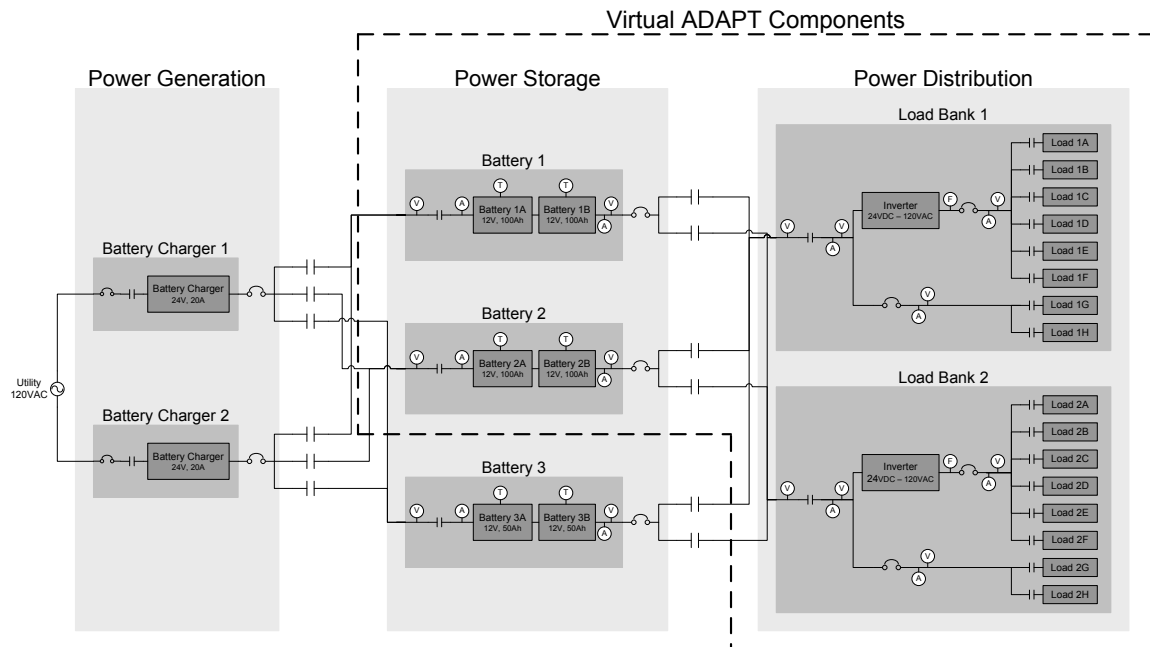 Virtual ADAPT Components
Power Generation
Power Storage
Power Distribution
Battery Charger 1
Battery Charger
24V, 20A
Utility
120VAC
Battery Charger 2
Battery Charger
24V, 20A
Battery 1
V
A
T
Battery 1A
12V, 100Ah
T
Battery 1B
12V, 100Ah
V
A
Battery 2
V
A
T
Battery 2A
12V, 100Ah
T
Battery 2B
12V, 100Ah
V
A
Battery 3
V
A
T
Battery 3A
12V, 50Ah
T
Battery 3B
12V, 50Ah
V
A
Load Bank 1
V
V
A
Inverter
24VDC – 120VAC
F
V
A
V
A
Load 1A
Load 1B
Load 1C
Load 1D
Load 1E
Load 1F
Load 1G
Load 1H
Load Bank 2
V
V
A
Inverter
24VDC – 120VAC
F
V
A
V
A
Load 2A
Load 2B
Load 2C
Load 2D
Load 2E
Load 2F
Load 2G
Load 2H